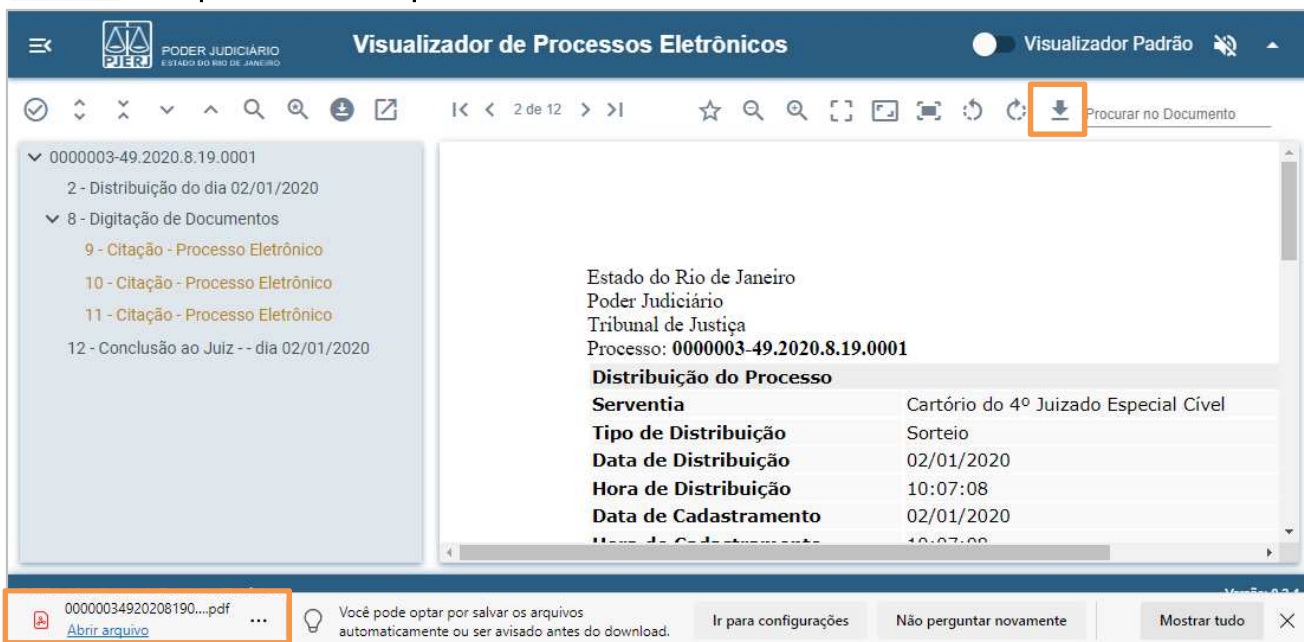 PODER JUDICIÁRIO
ESTADO DO RIO DE JANEIRO
PJERJ
Visualizador de Processos Eletrônicos
Visualizador Padrão
2 de 12
Procurar no Documento
0000003-49.2020.8.19.0001
2 - Distribuição do dia 02/01/2020
8 - Digitação de Documentos
9 - Citação - Processo Eletrônico
10 - Citação - Processo Eletrônico
11 - Citação - Processo Eletrônico
12 - Conclusão ao Juiz - - dia 02/01/2020
Estado do Rio de Janeiro
Poder Judiciário
Tribunal de Justiça
Processo: 0000003-49.2020.8.19.0001
Distribuição do Processo
Serventia Cartório do 4º Juizado Especial Cível
Tipo de Distribuição Sorteio
Data de Distribuição 02/01/2020
Hora de Distribuição 10:07:08
Data de Cadastramento 02/01/2020
00000034920208190....pdf
Abrir arquivo
...
Você pode optar por salvar os arquivos
automaticamente ou ser avisado antes do download.
Ir para configurações
Não perguntar novamente
Mostrar tudo